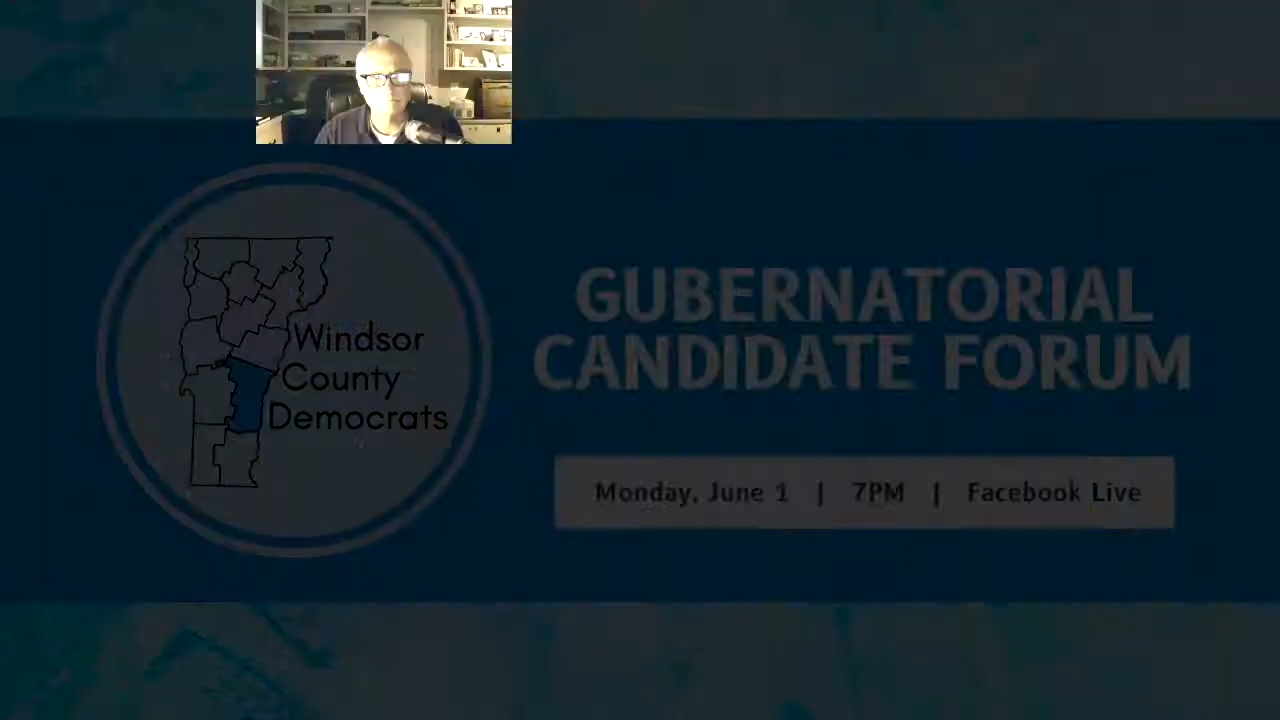 Windsor
County
Democrats
GUBERNATORIAL
CANDIDATE FORUM
Monday, June 1 | 7PM | Facebook Live